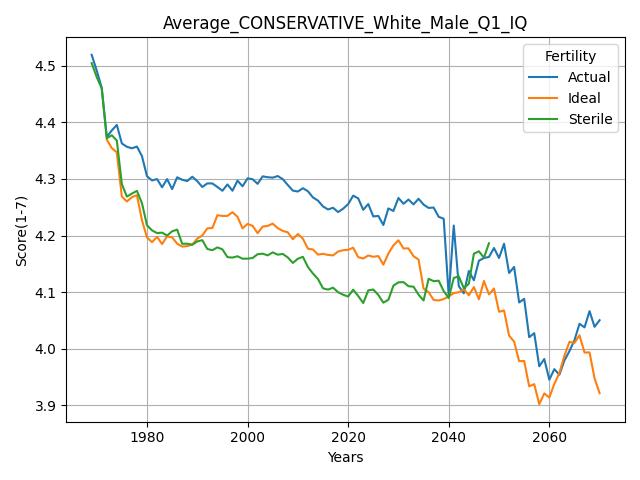 Average_CONSERVATIVE_White_Male_Q1_IQ
Fertility
Actual
Ideal
Sterile
Score(1-7)
4.5
4.4
4.3
4.2
4.1
4.0
3.9
1980
2000
2020
2040
2060
Years